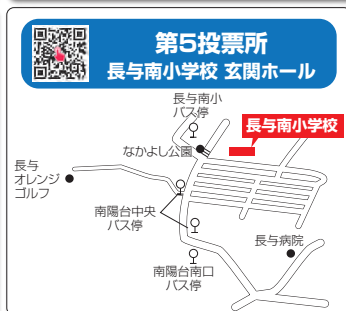 第5投票所
長与南小学校 玄関ホール
長与南小
バス停
長与南小学校
なかよし公園
長与
オレンジ
ゴルフ
南陽台中央
バス停
長与病院
南陽台南口
バス停